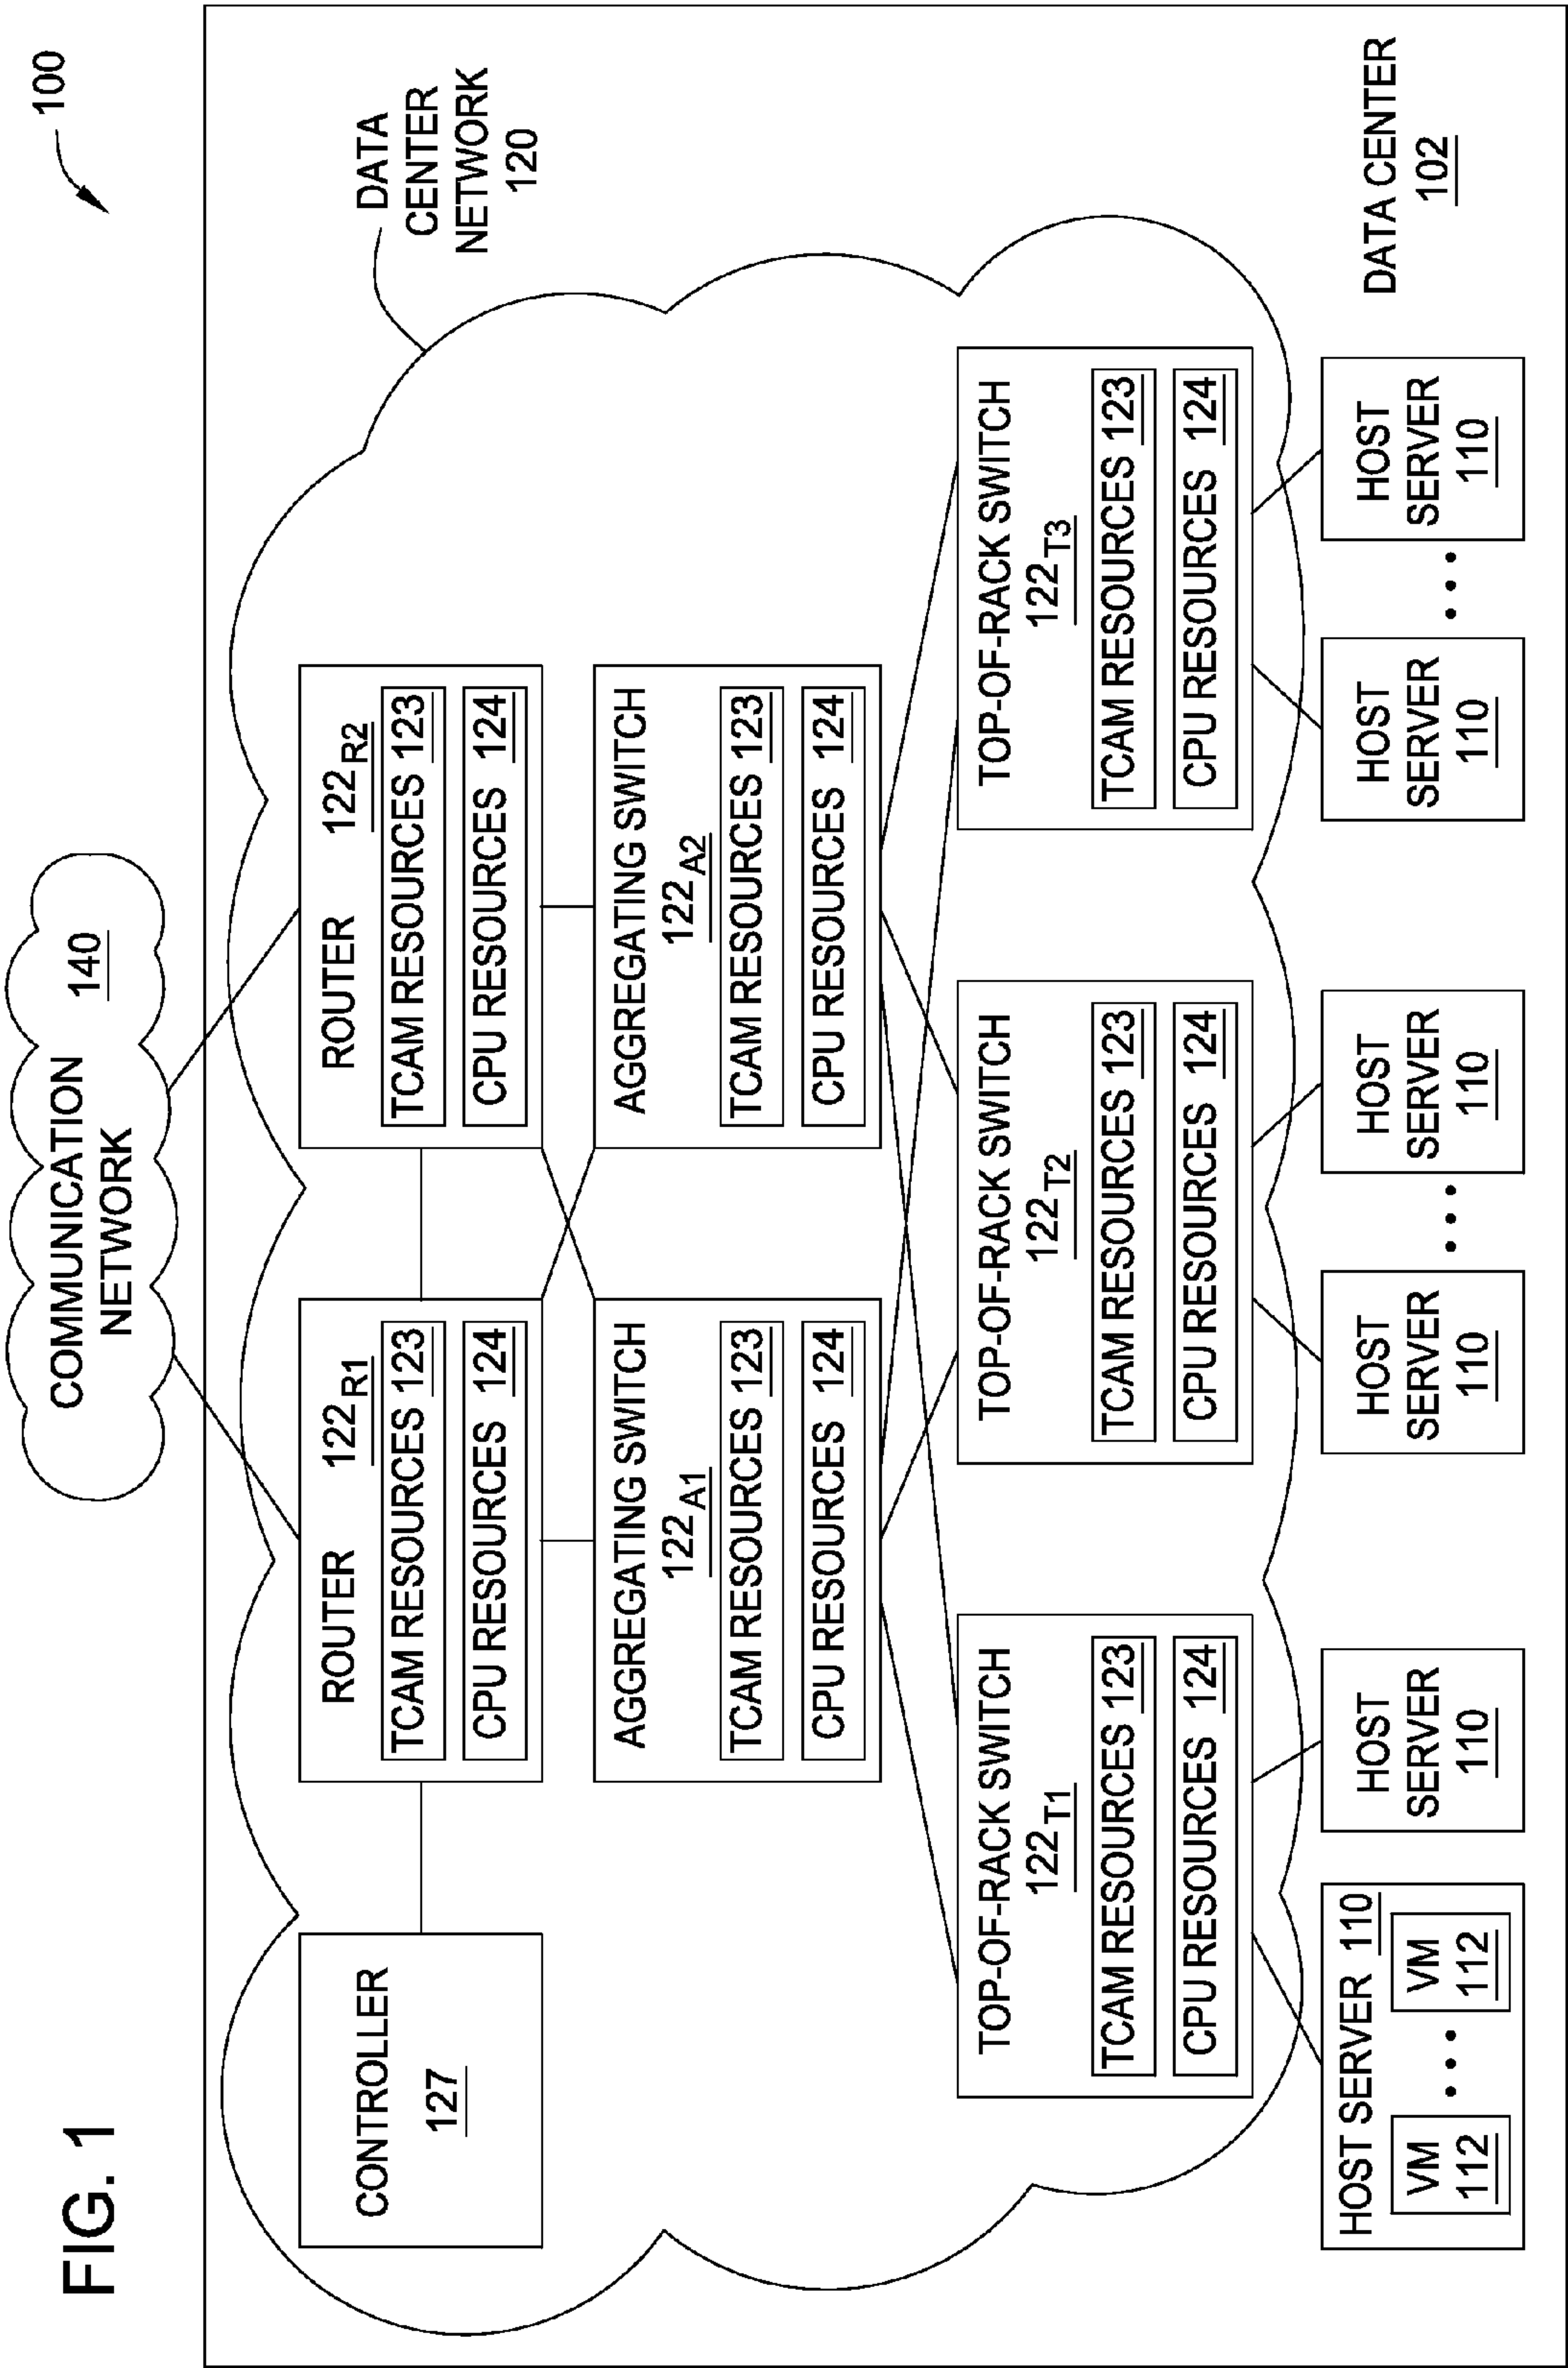 FIG. 1
100
COMMUNICATION
NETWORK
140
DATA
CENTER
NETWORK
120
CONTROLLER
127
ROUTER 122R1
TCAM RESOURCES 123
CPU RESOURCES 124
ROUTER 122R2
TCAM RESOURCES 123
CPU RESOURCES 124
AGGREGATING SWITCH
122A1
TCAM RESOURCES 123
CPU RESOURCES 124
AGGREGATING SWITCH
122A2
TCAM RESOURCES 123
CPU RESOURCES 124
TOP-OF-RACK SWITCH
122T1
TCAM RESOURCES 123
CPU RESOURCES 124
TOP-OF-RACK SWITCH
122T2
TCAM RESOURCES 123
CPU RESOURCES 124
TOP-OF-RACK SWITCH
122T3
TCAM RESOURCES 123
CPU RESOURCES 124
HOST SERVER 110
VM
112
• • •
VM
112
HOST
SERVER
110
HOST
SERVER
110
• • •
HOST
SERVER
110
HOST
SERVER
110
• • •
HOST
SERVER
110
DATA CENTER
102